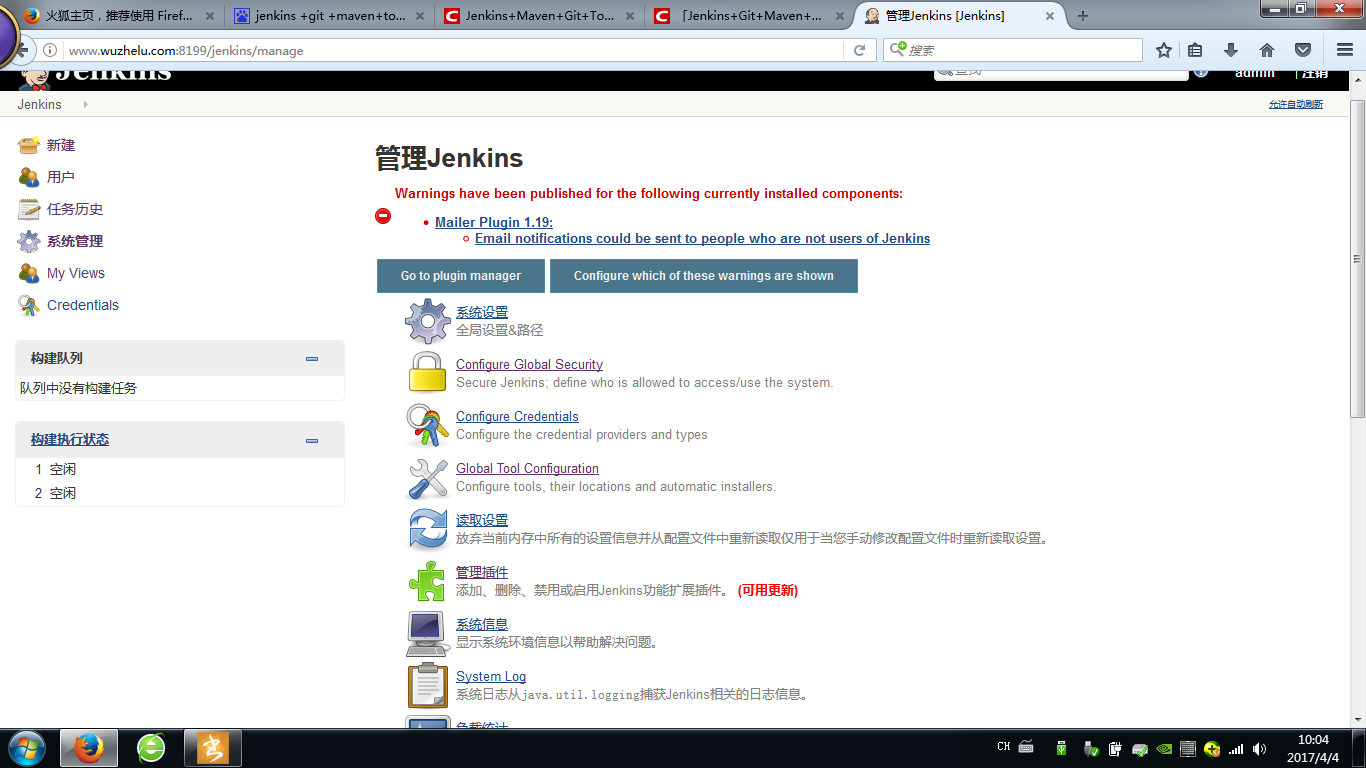 火狐主页，推荐使用 Firef...
jenkins +git +maven+to...
Jenkins+Maven+Git+To...
「Jenkins+Git+Maven+...
管理Jenkins [Jenkins]
www.wuzhelu.com:8199/jenkins/manage
搜索
Jenkins
查找
admin
注销
Jenkins
允许自动刷新
新建
用户
任务历史
系统管理
My Views
Credentials
构建队列
队列中没有构建任务
构建执行状态
1 空闲
2 空闲
管理Jenkins
Warnings have been published for the following currently installed components:
Mailer Plugin 1.19:
Email notifications could be sent to people who are not users of Jenkins
Go to plugin manager
Configure which of these warnings are shown
系统设置
全局设置&路径
Configure Global Security
Secure Jenkins; define who is allowed to access/use the system.
Configure Credentials
Configure the credential providers and types
Global Tool Configuration
Configure tools, their locations and automatic installers.
读取设置
放弃当前内存中所有的设置信息并从配置文件中重新读取仅用于当您手动修改配置文件时重新读取设置。
管理插件
添加、删除、禁用或启用Jenkins功能扩展插件。 (可用更新)
系统信息
显示系统环境信息以帮助解决问题。
System Log
系统日志从java.util.logging捕获Jenkins相关的日志信息。
负载统计
CH
10:04
2017/4/4